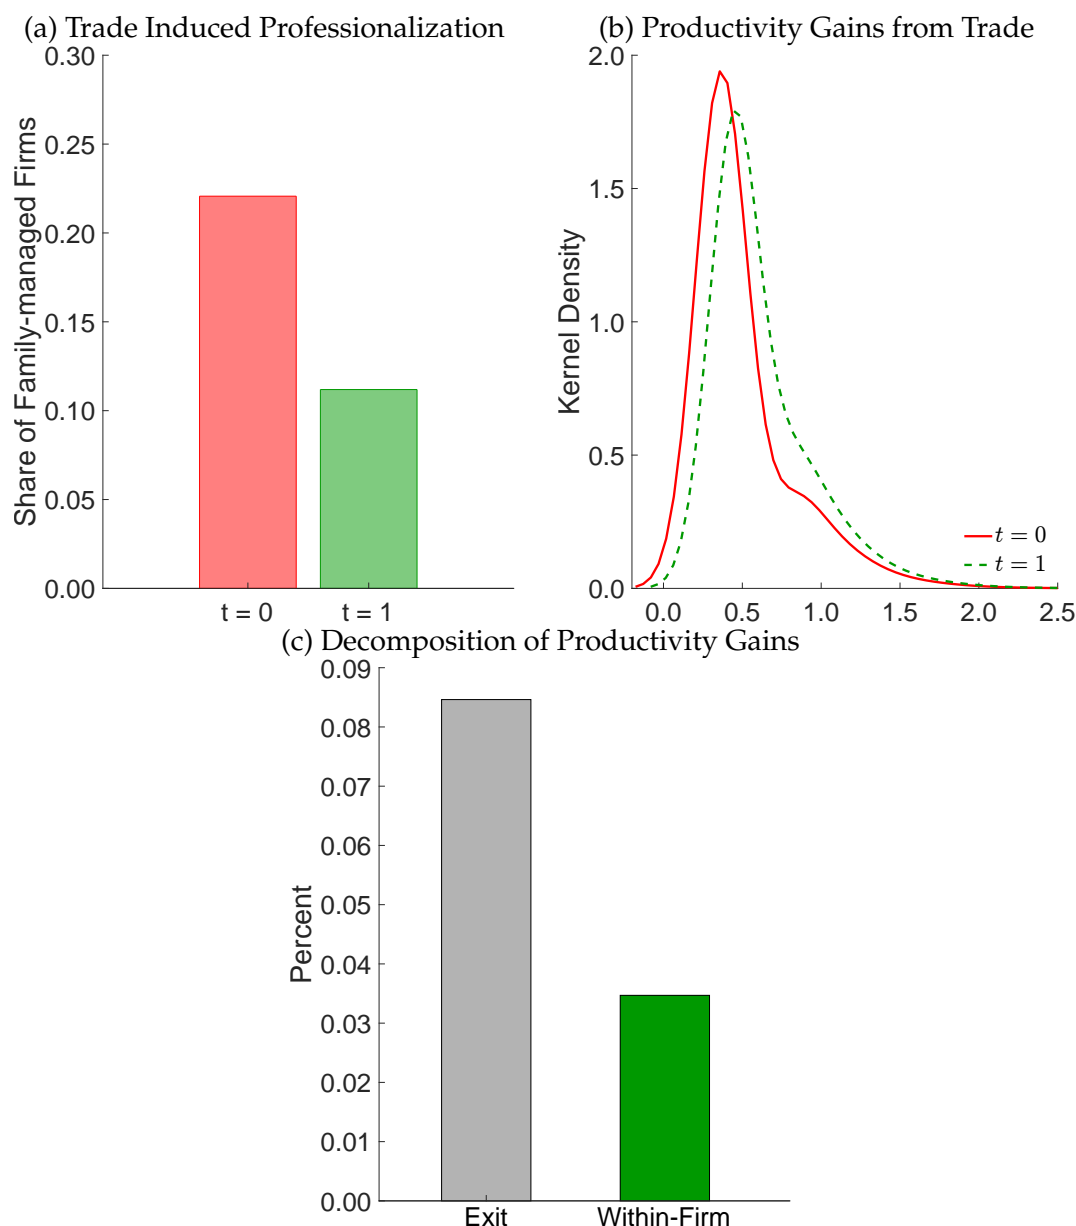 (a) Trade Induced Professionalization
Share of Family-managed Firms
0.30
0.25
0.20
0.15
0.10
0.05
0.00
t = 0
t = 1
(b) Productivity Gains from Trade
Kernel Density
2.0
1.5
1.0
0.5
0.0
0.0
0.5
1.0
1.5
2.0
2.5
t = 0
t = 1
(c) Decomposition of Productivity Gains
Percent
0.09
0.08
0.07
0.06
0.05
0.04
0.03
0.02
0.01
0.00
Exit
Within-Firm